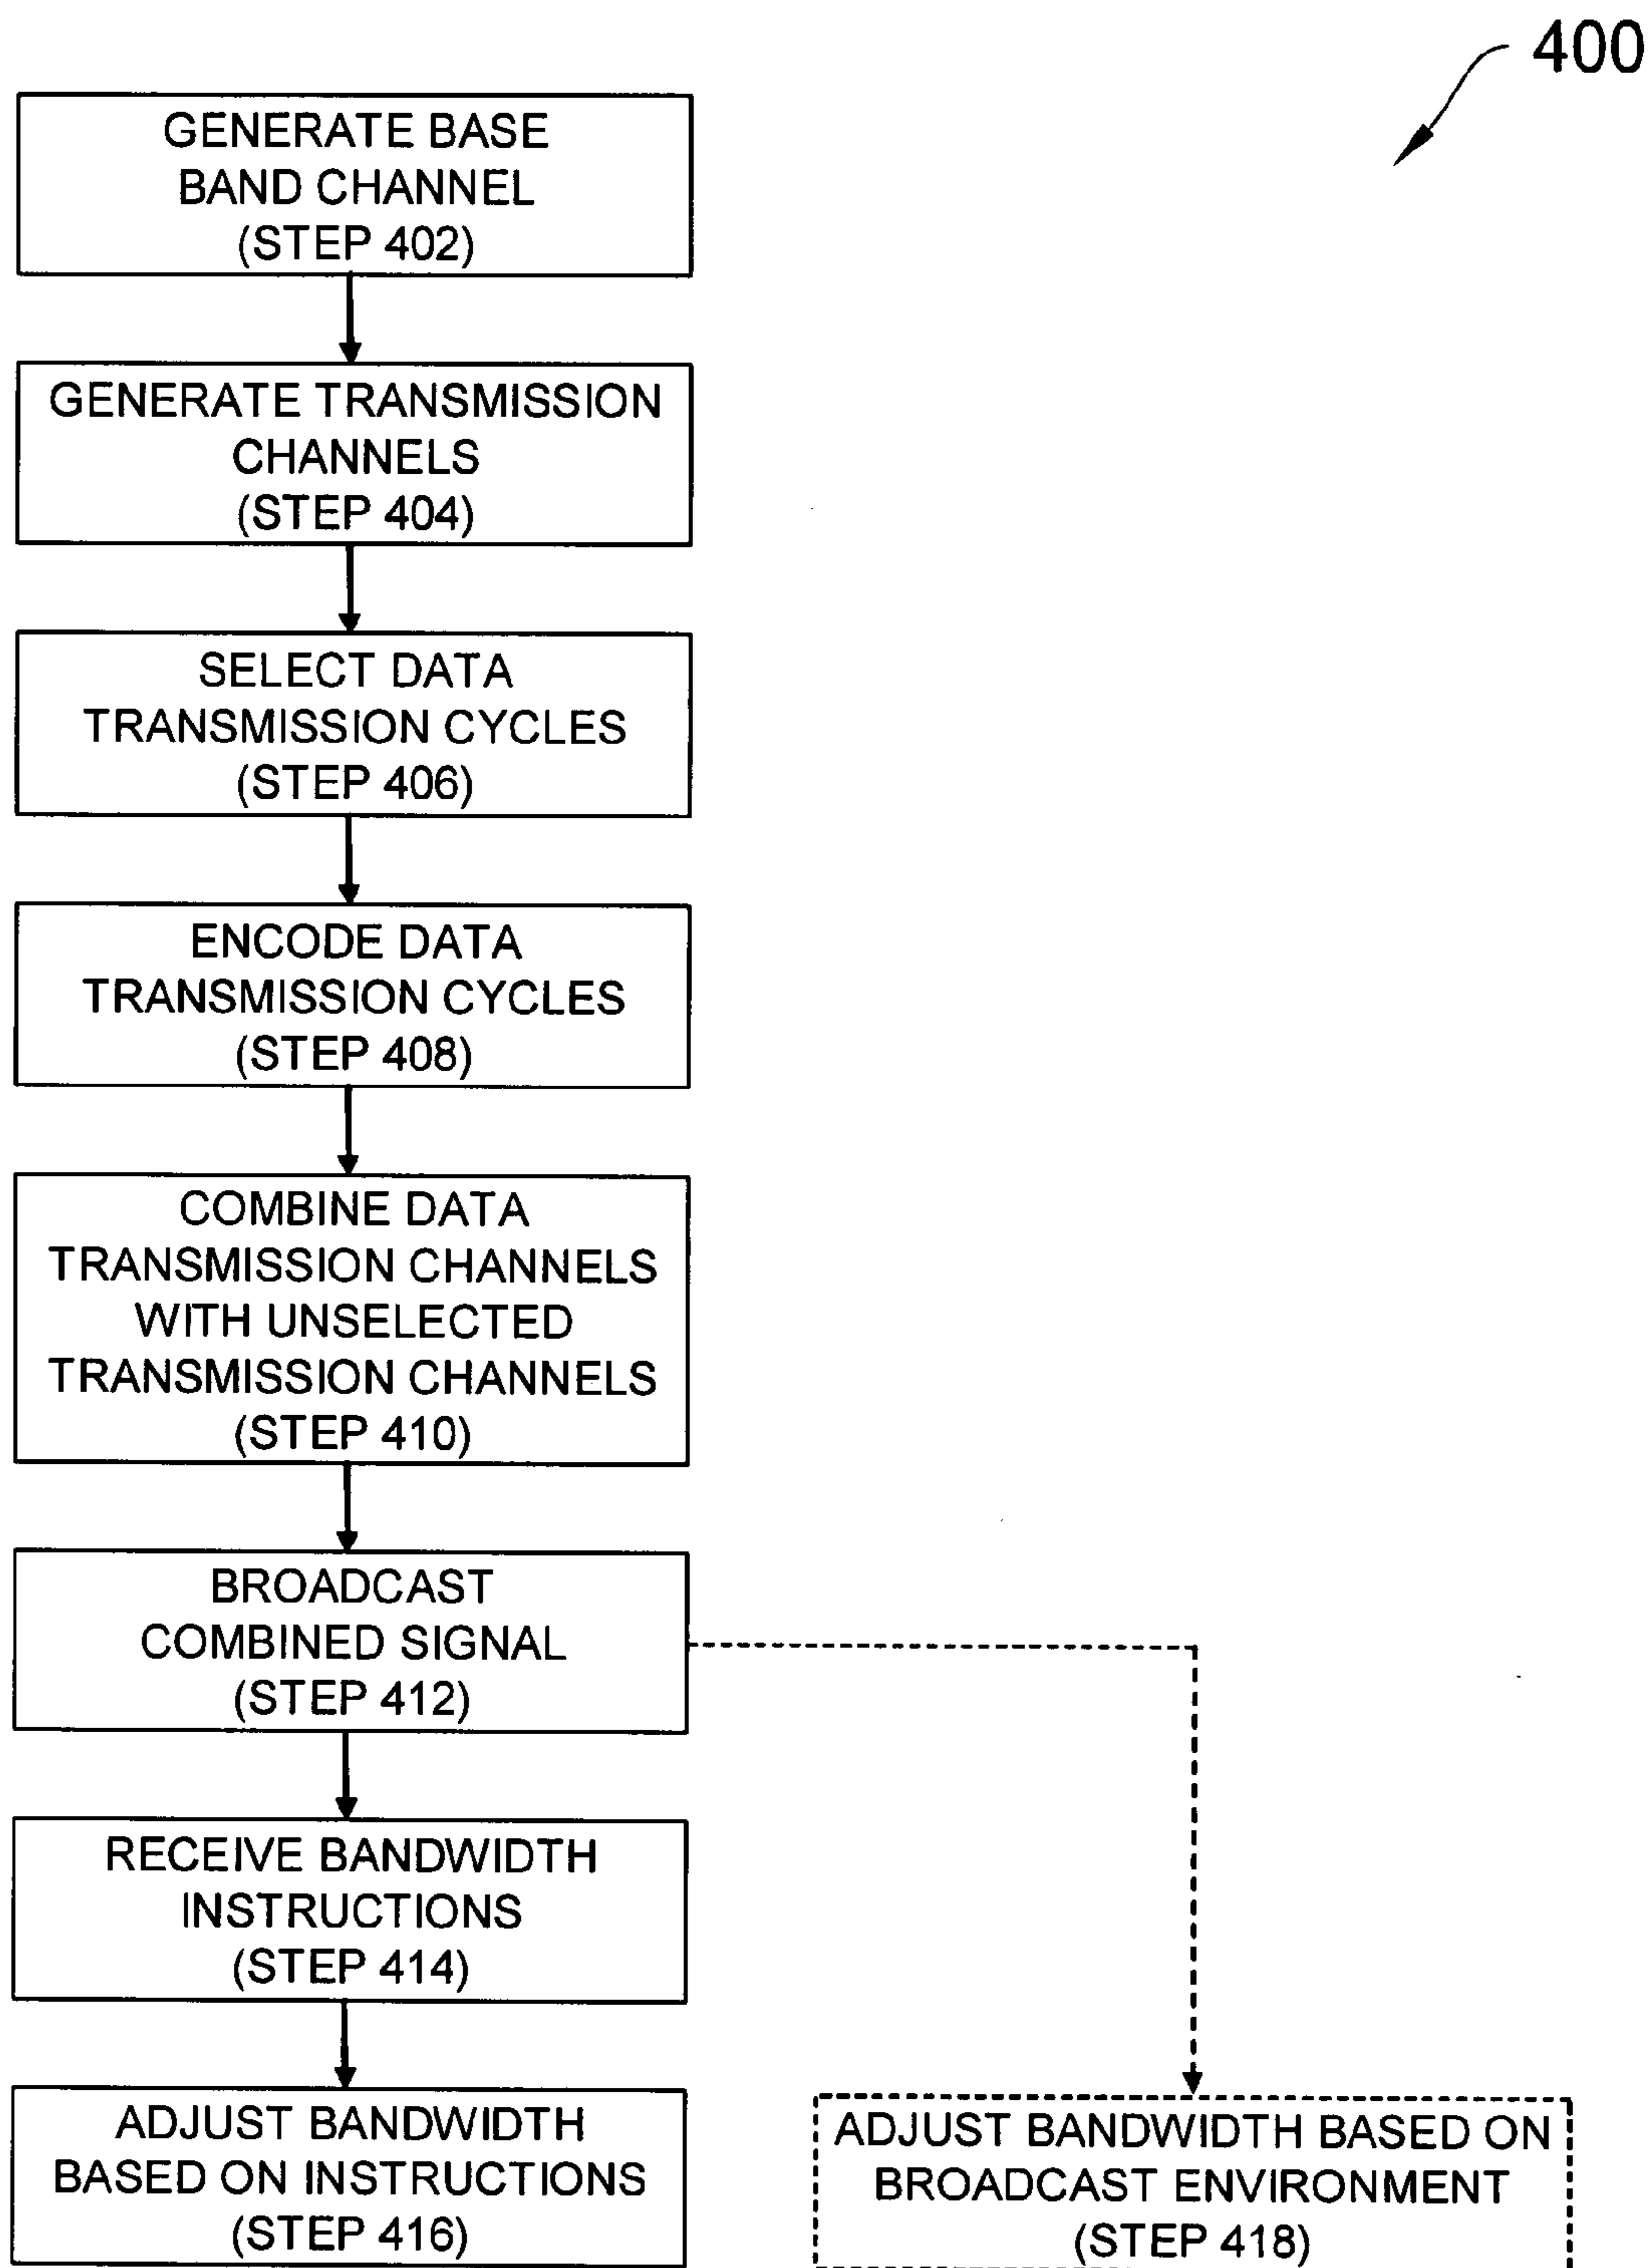 400
GENERATE BASE
BAND CHANNEL
(STEP 402)
GENERATE TRANSMISSION
CHANNELS
(STEP 404)
SELECT DATA
TRANSMISSION CYCLES
(STEP 406)
ENCODE DATA
TRANSMISSION CYCLES
(STEP 408)
COMBINE DATA
TRANSMISSION CHANNELS
WITH UNSELECTED
TRANSMISSION CHANNELS
(STEP 410)
BROADCAST
COMBINED SIGNAL
(STEP 412)
RECEIVE BANDWIDTH
INSTRUCTIONS
(STEP 414)
ADJUST BANDWIDTH
BASED ON INSTRUCTIONS
(STEP 416)
ADJUST BANDWIDTH BASED ON
BROADCAST ENVIRONMENT
(STEP 418)